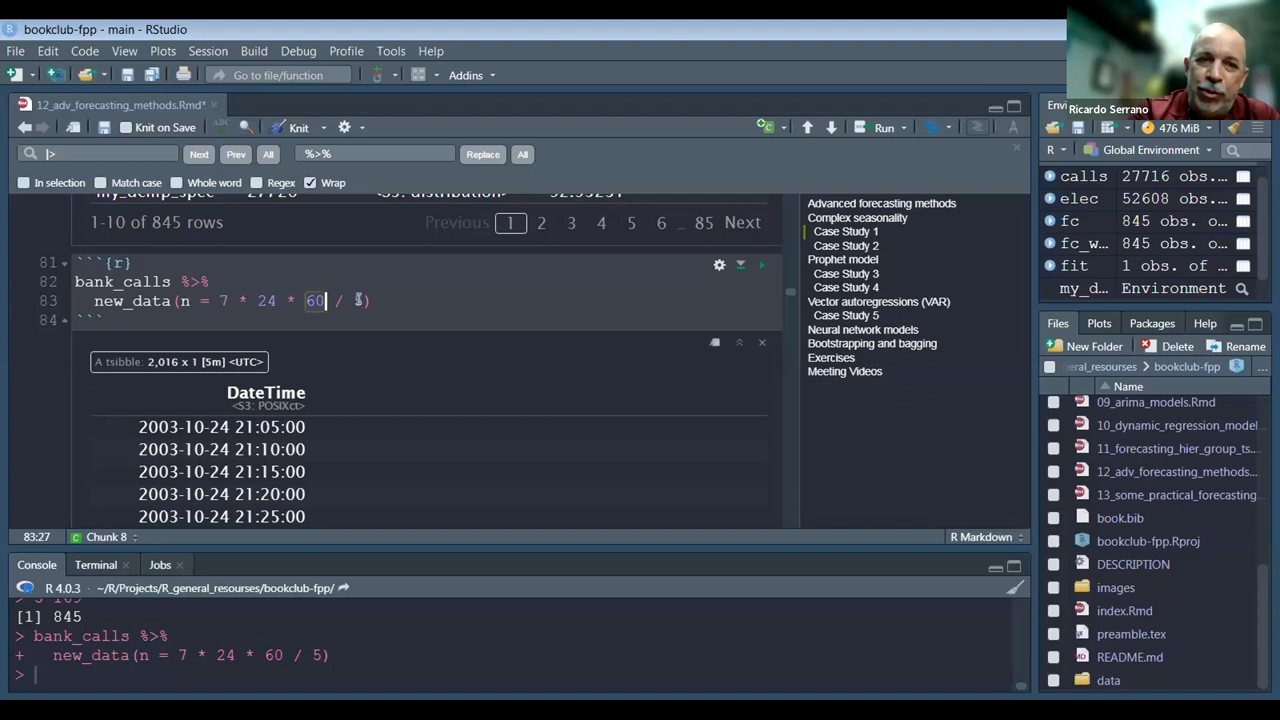 bookclub-fpp - main - RStudio
File Edit Code View Plots Session Build Debug Profile Tools Help
Go to file/function Addins
Ricardo Serrano
12_adv_forecasting_methods.Rmd*
Knit on Save ABC Knit Run
|> Next Prev All %>% Replace All
In selection Match case Whole word Regex Wrap
1-10 of 845 rows Previous 1 2 3 4 5 6 ... 85 Next
81 ```{r}
82 bank_calls %>%
83 new_data(n = 7 * 24 * 60 / 5)
84 ```
A tsibble: 2,016 x 1 [5m] <UTC>
DateTime
<S3: POSIXct>
2003-10-24 21:05:00
2003-10-24 21:10:00
2003-10-24 21:15:00
2003-10-24 21:20:00
2003-10-24 21:25:00
83:27 Chunk 8 R Markdown
Advanced forecasting methods
Complex seasonality
Case Study 1
Case Study 2
Prophet model
Case Study 3
Case Study 4
Vector autoregressions (VAR)
Case Study 5
Neural network models
Bootstrapping and bagging
Exercises
Meeting Videos
Console Terminal Jobs
R 4.0.3 · ~/R/Projects/R_general_resourses/bookclub-fpp/
[1] 845
> bank_calls %>%
+ new_data(n = 7 * 24 * 60 / 5)
>
476 MiB
R Global Environment
calls 27716 obs. ...
elec 52608 obs. ...
fc 845 obs. of ...
fc_w... 845 obs. of ...
fit 1 obs. of ...
my_d... Environment
Files Plots Packages Help
New Folder Delete Rename
eneral_resourses > bookclub-fpp ...
Name
09_arima_models.Rmd
10_dynamic_regression_model
11_forecasting_hier_group_ts...
12_adv_forecasting_methods...
13_some_practical_forecasting
book.bib
bookclub-fpp.Rproj
DESCRIPTION
images
index.Rmd
preamble.tex
README.md
data